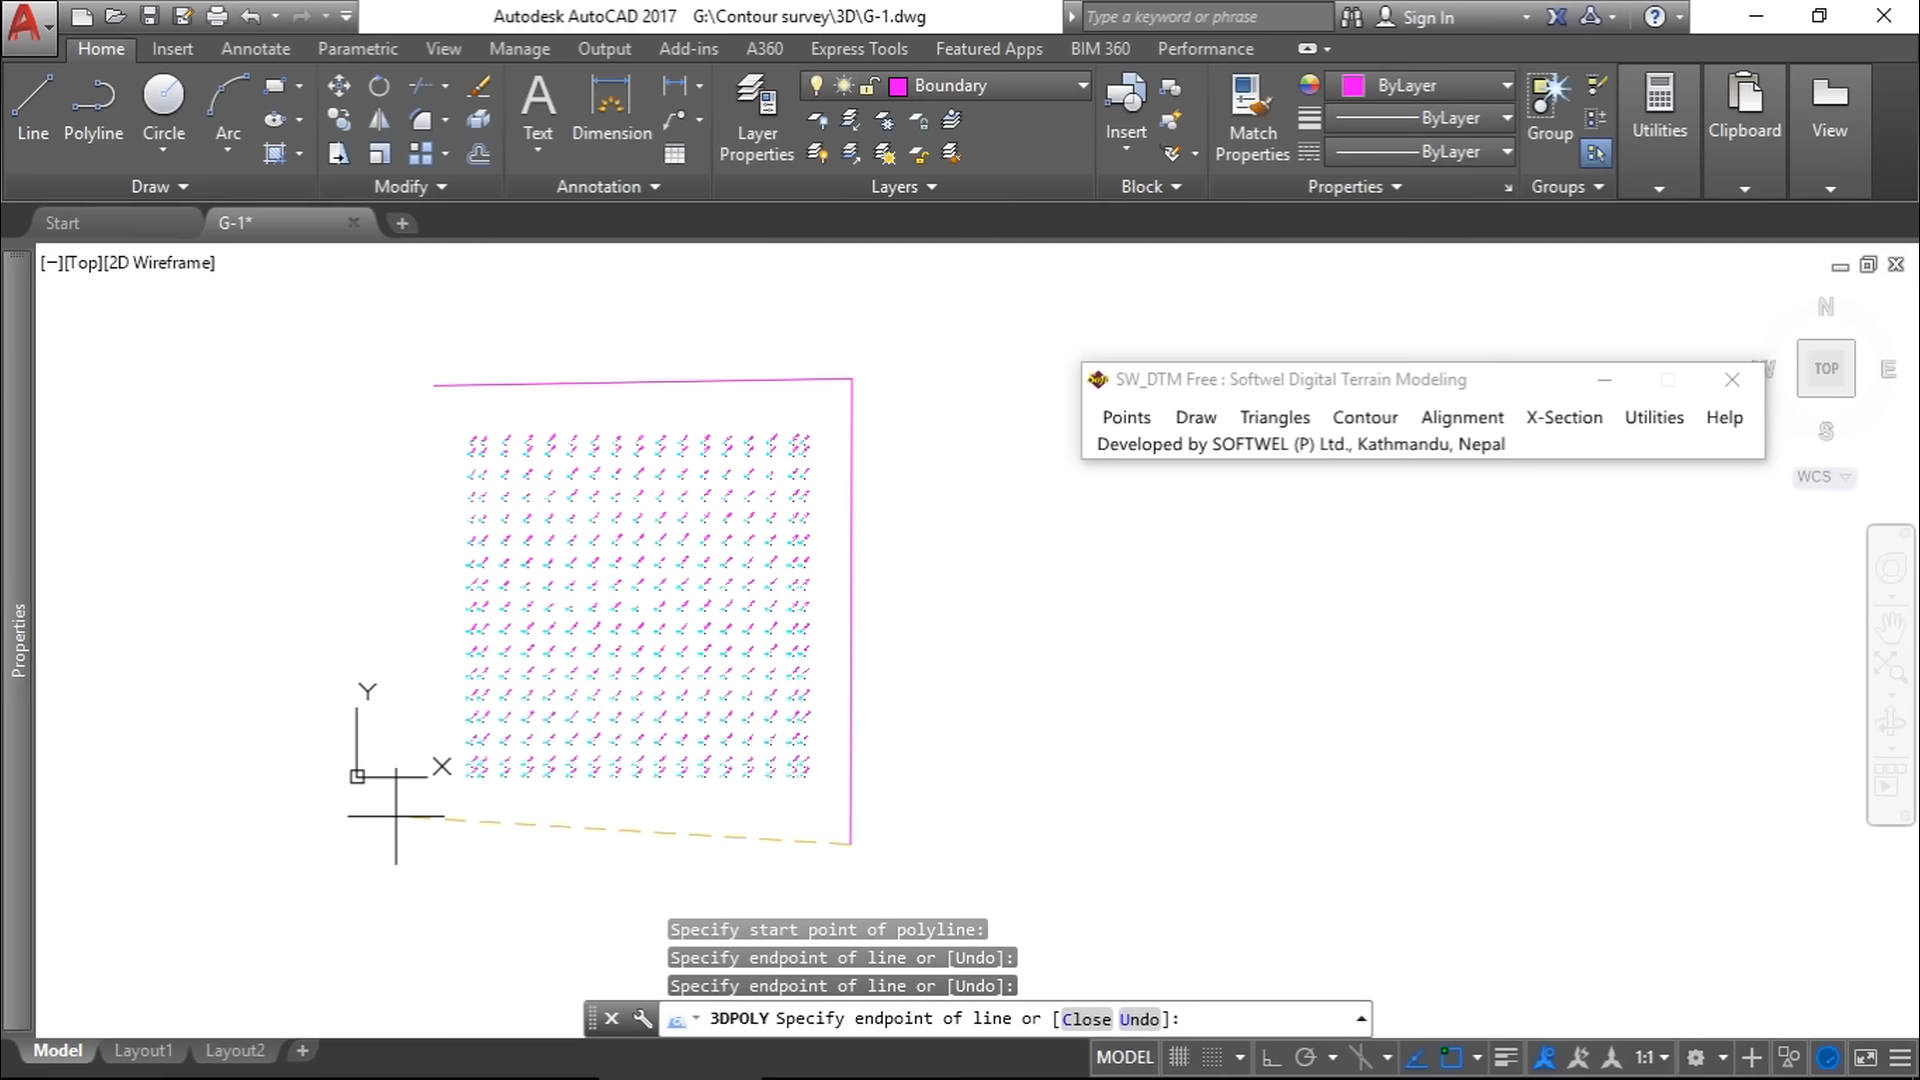 Autodesk AutoCAD 2017 G:\Contour survey\3D\G-1.dwg
Type a keyword or phrase
Sign In
Home Insert Annotate Parametric View Manage Output Add-ins A360 Express Tools Featured Apps BIM 360 Performance
Line Polyline Circle Arc
Text Dimension
Layer Properties
Boundary
Insert
Match Properties
ByLayer
ByLayer
ByLayer
Group
Utilities Clipboard View
Draw Modify Annotation Layers Block Properties Groups
Start G-1*
[−][Top][2D Wireframe]
N
W TOP E
S
WCS
SW_DTM Free : Softwel Digital Terrain Modeling
Points Draw Triangles Contour Alignment X-Section Utilities Help
Developed by SOFTWEL (P) Ltd., Kathmandu, Nepal
Properties
Y
X
Specify start point of polyline:
Specify endpoint of line or [Undo]:
Specify endpoint of line or [Undo]:
3DPOLY Specify endpoint of line or [Close Undo]:
Model Layout1 Layout2
MODEL 1:1